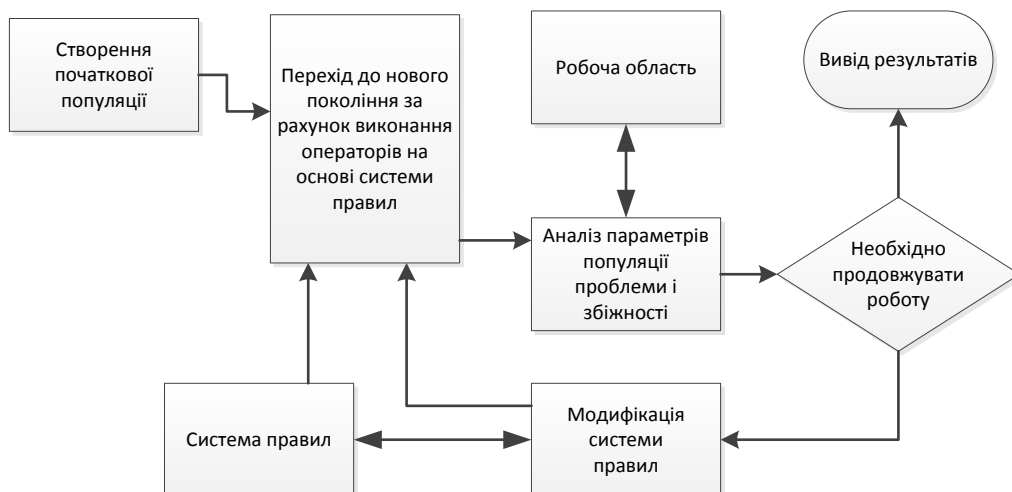 Створення
початкової
популяції
Перехід до нового
покоління за
рахунок виконання
операторів на
основі системи
правил
Робоча область
Вивід результатів
Аналіз параметрів
популяції
проблеми і
збіжності
Необхідно
продовжувати
роботу
Система правил
Модифікація
системи
правил